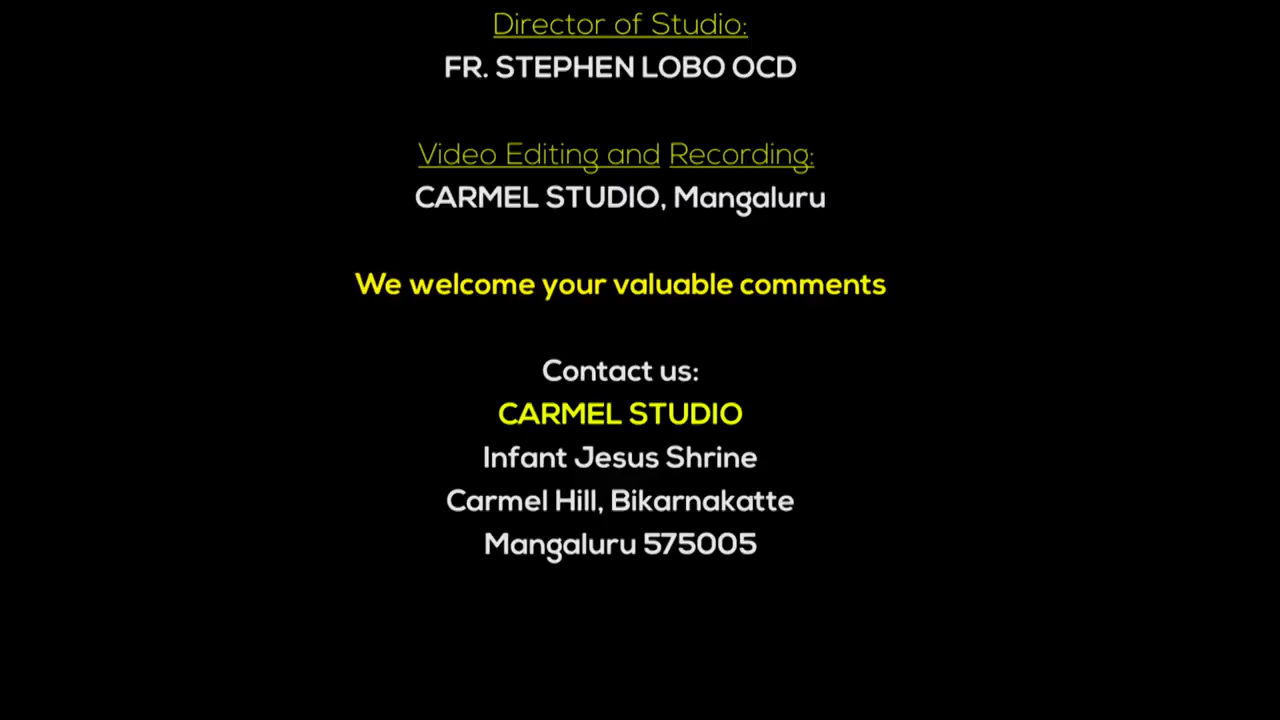 Director of Studio:
FR. STEPHEN LOBO OCD
Video Editing and Recording:
CARMEL STUDIO, Mangaluru
We welcome your valuable comments
Contact us:
CARMEL STUDIO
Infant Jesus Shrine
Carmel Hill, Bikarnakatte
Mangaluru 575005